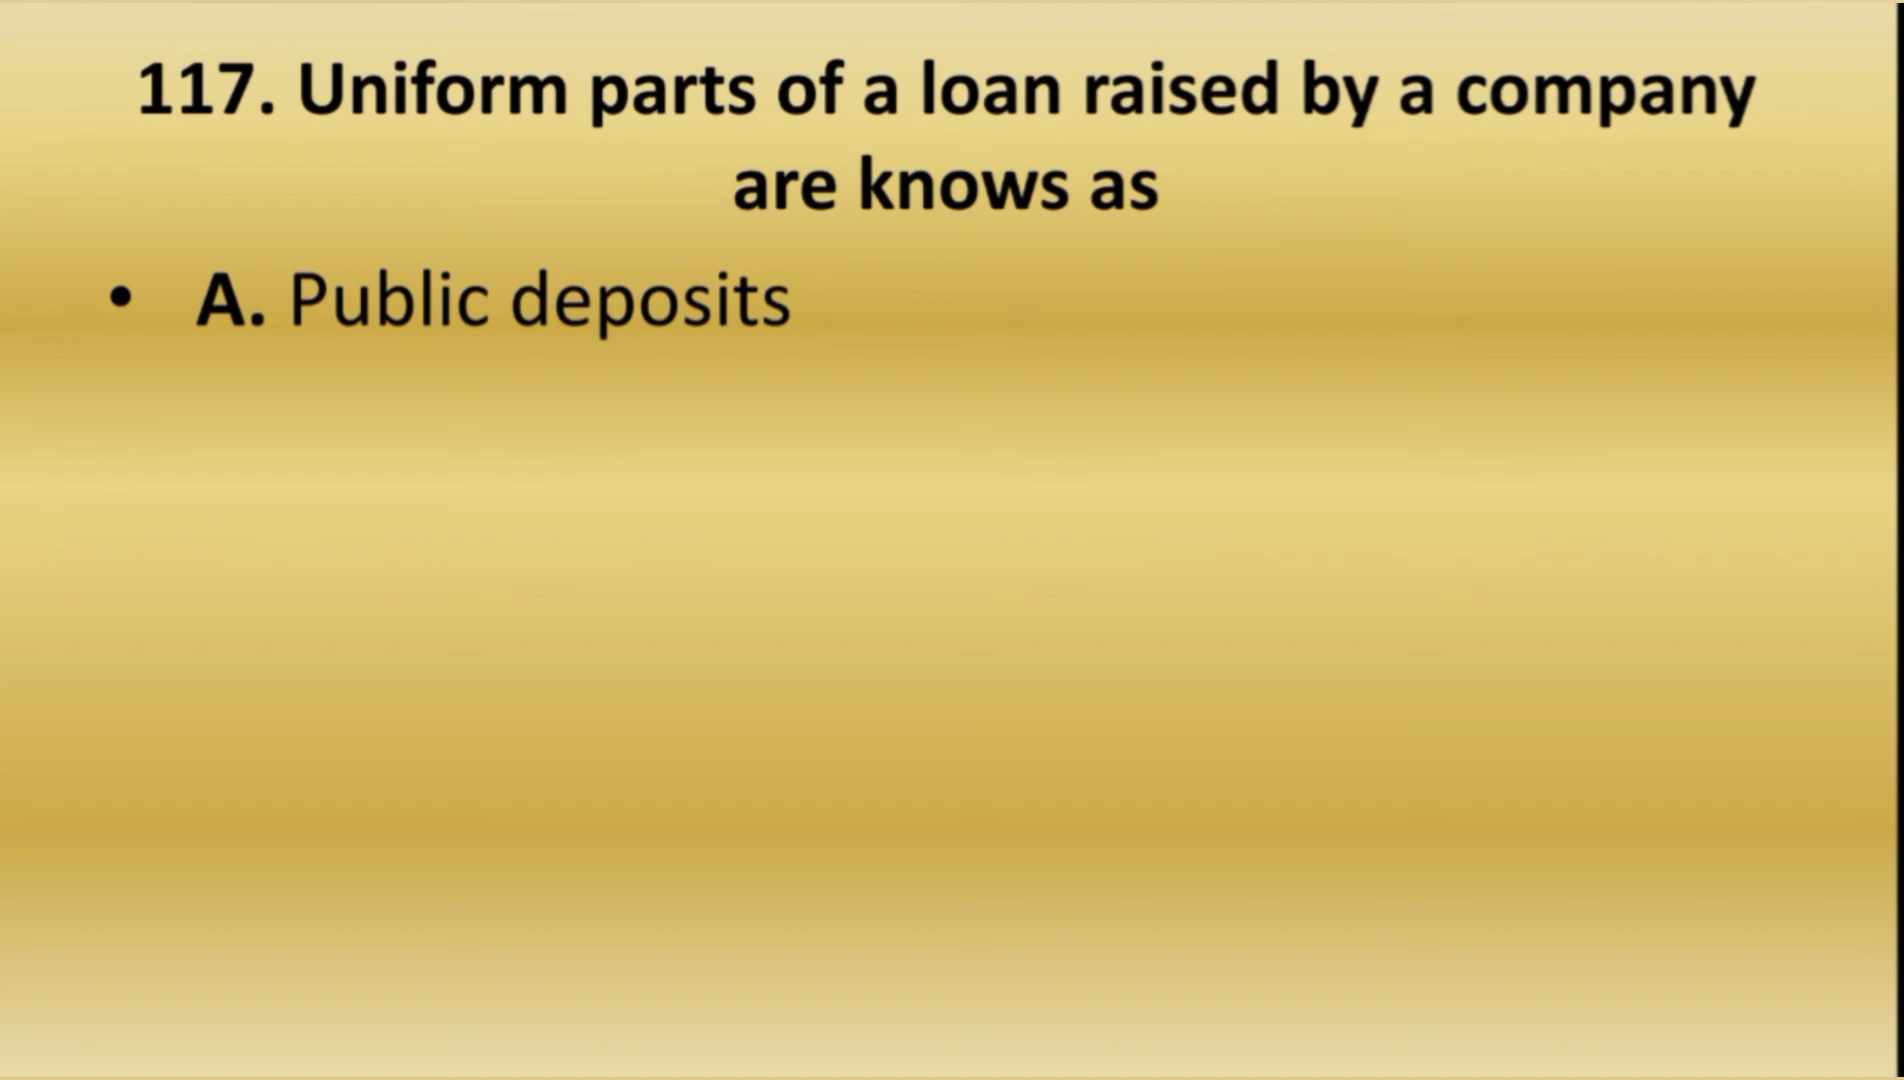 117. Uniform parts of a loan raised by a company
are knows as
• A. Public deposits